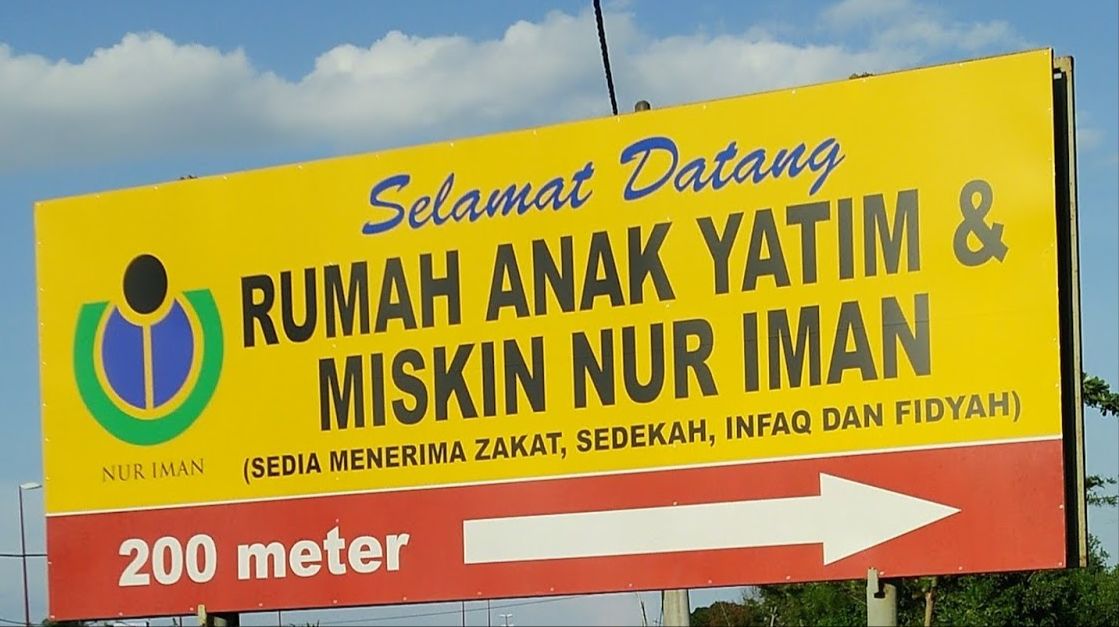 Selamat Datang
RUMAH ANAK YATIM &
MISKIN NUR IMAN
(SEDIA MENERIMA ZAKAT, SEDEKAH, INFAQ DAN FIDYAH)
NUR IMAN
200 meter